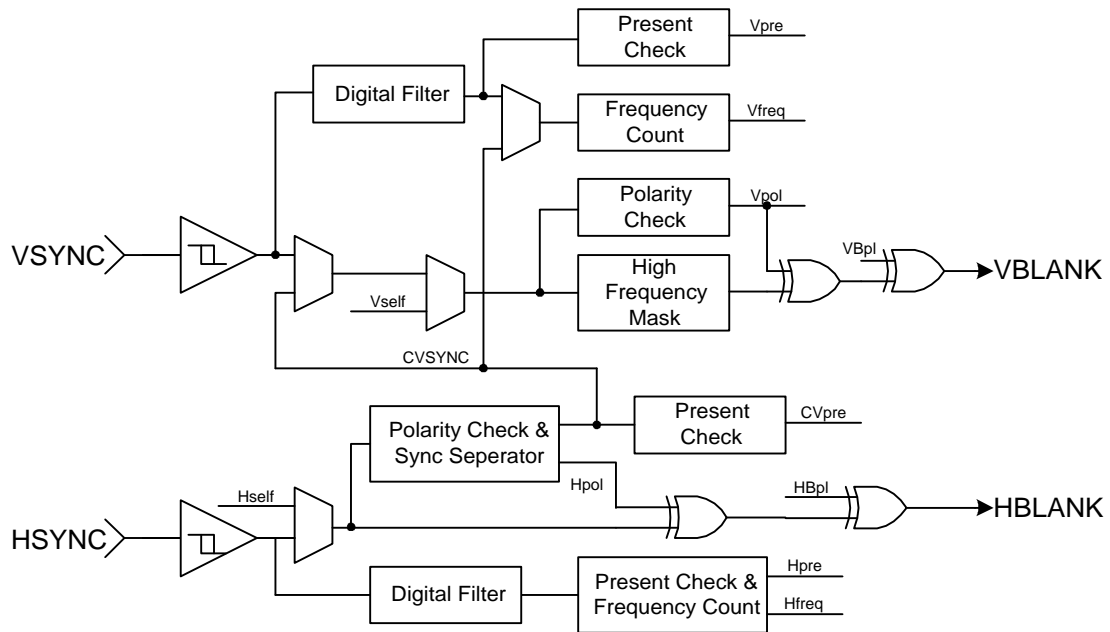 Present
Check
Vpre
Digital Filter
Frequency
Count
Vfreq
Polarity
Check
Vpol
VSYNC
VBpl
VBLANK
High
Frequency
Mask
Vself
CVSYNC
Polarity Check &
Sync Seperator
Present
Check
CVpre
Hpol
Hself
HBpl
HSYNC
HBLANK
Digital Filter
Present Check &
Frequency Count
Hpre
Hfreq